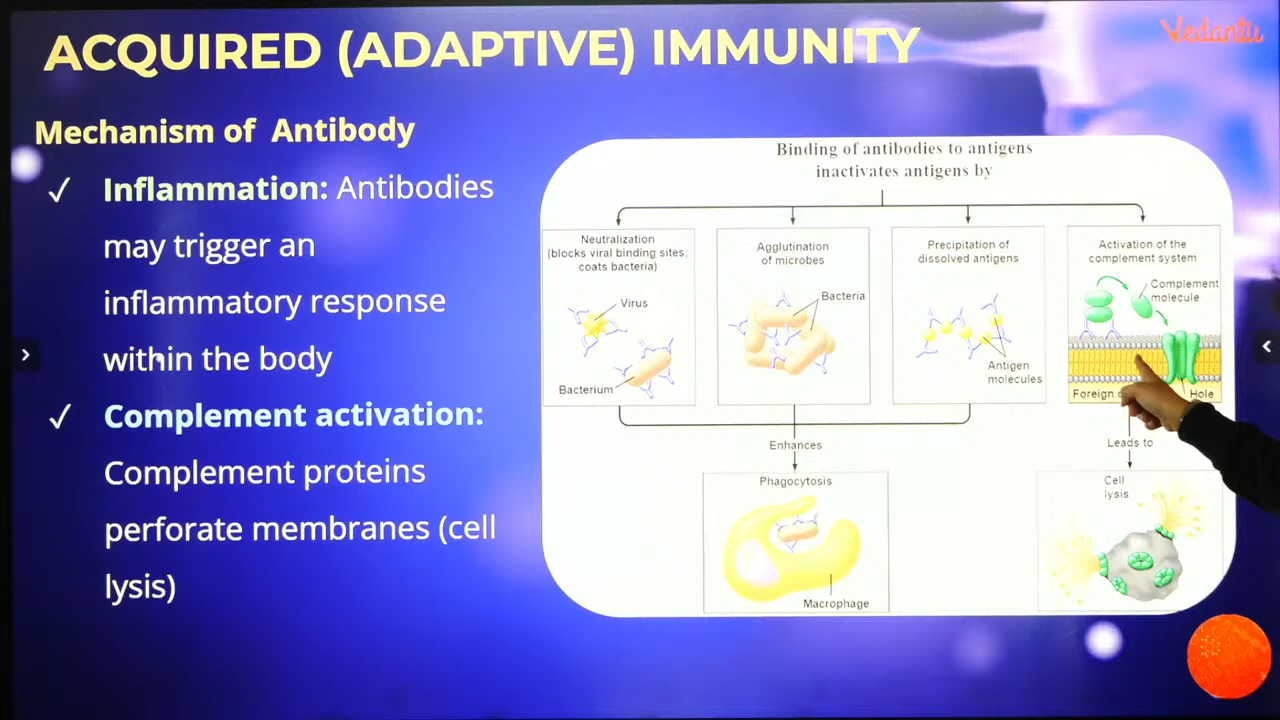 Vedantu
ACQUIRED (ADAPTIVE) IMMUNITY
Mechanism of Antibody
✓ Inflammation: Antibodies
may trigger an
inflammatory response
within the body
✓ Complement activation:
Complement proteins
perforate membranes (cell
lysis)
Binding of antibodies to antigens
inactivates antigens by
Neutralization
(blocks viral binding sites;
coats bacteria)
Virus
Bacterium
Agglutination
of microbes
Bacteria
Precipitation of
dissolved antigens
Antigen
molecules
Activation of the
complement system
Complement
molecule
Foreign
Hole
Enhances
Leads to
Phagocytosis
Macrophage
Cell
lysis